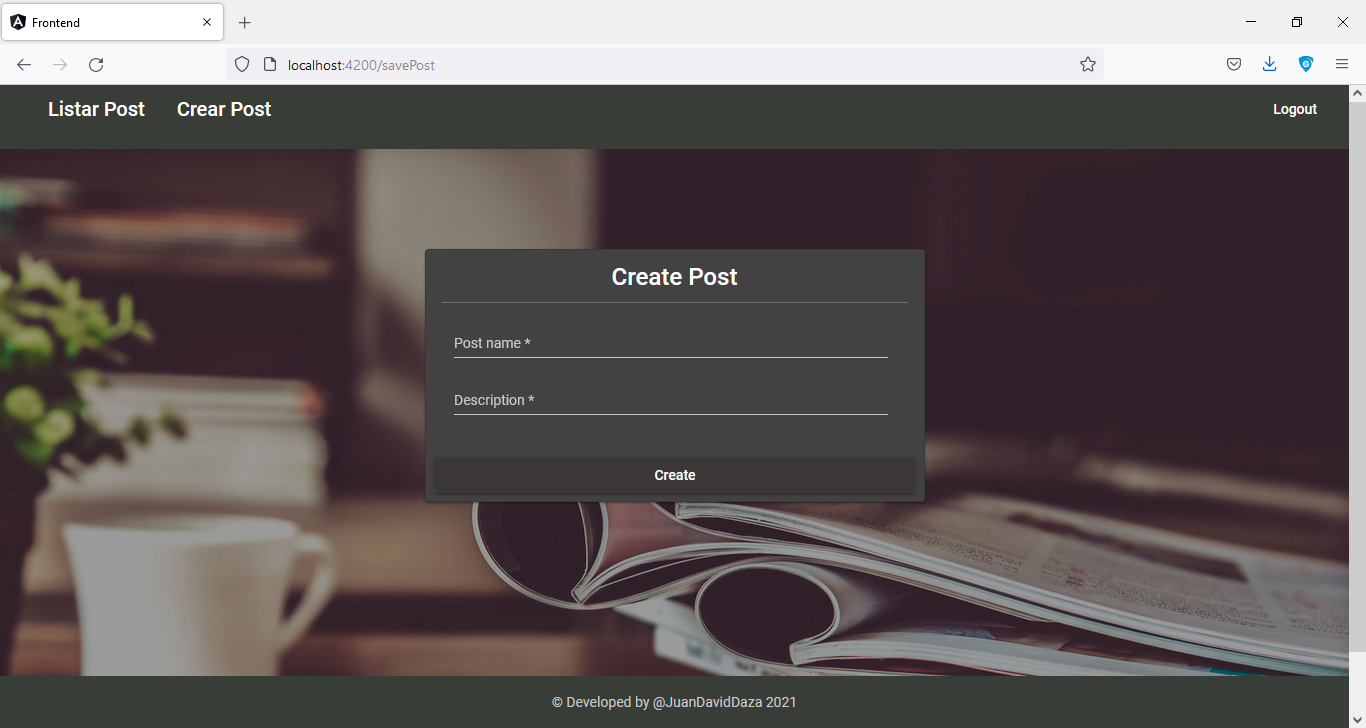 Frontend
localhost:4200/savePost
Listar Post Crear Post Logout
Create Post
Post name *
Description *
Create
© Developed by @JuanDavidDaza 2021